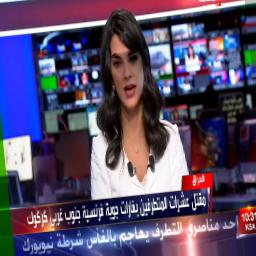 العراق
مقتل عشرات المتطرفين بغارات جوية فرنسية جنوب غربي كركوك
10:31
KSA
احد مناصري التطرف يهاجم بالفأس شرطة نيويورك